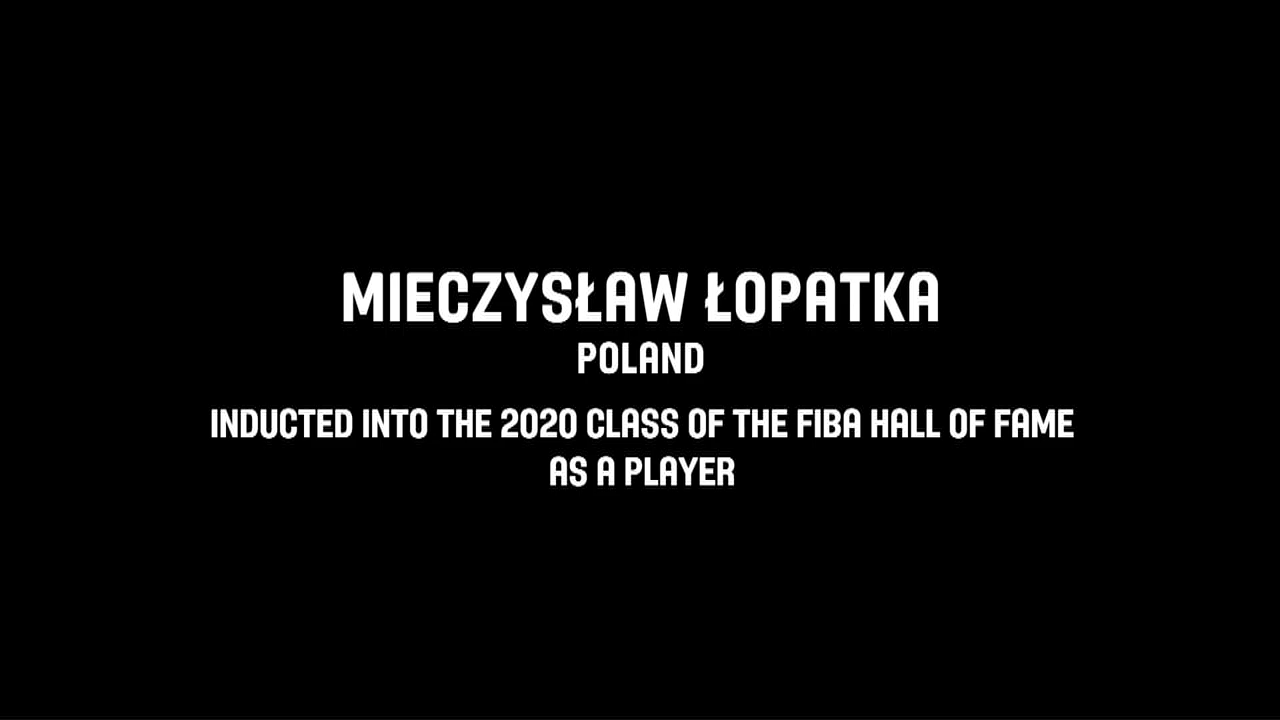 MIECZYSŁAW ŁOPATKA
POLAND
INDUCTED INTO THE 2020 CLASS OF THE FIBA HALL OF FAME
AS A PLAYER